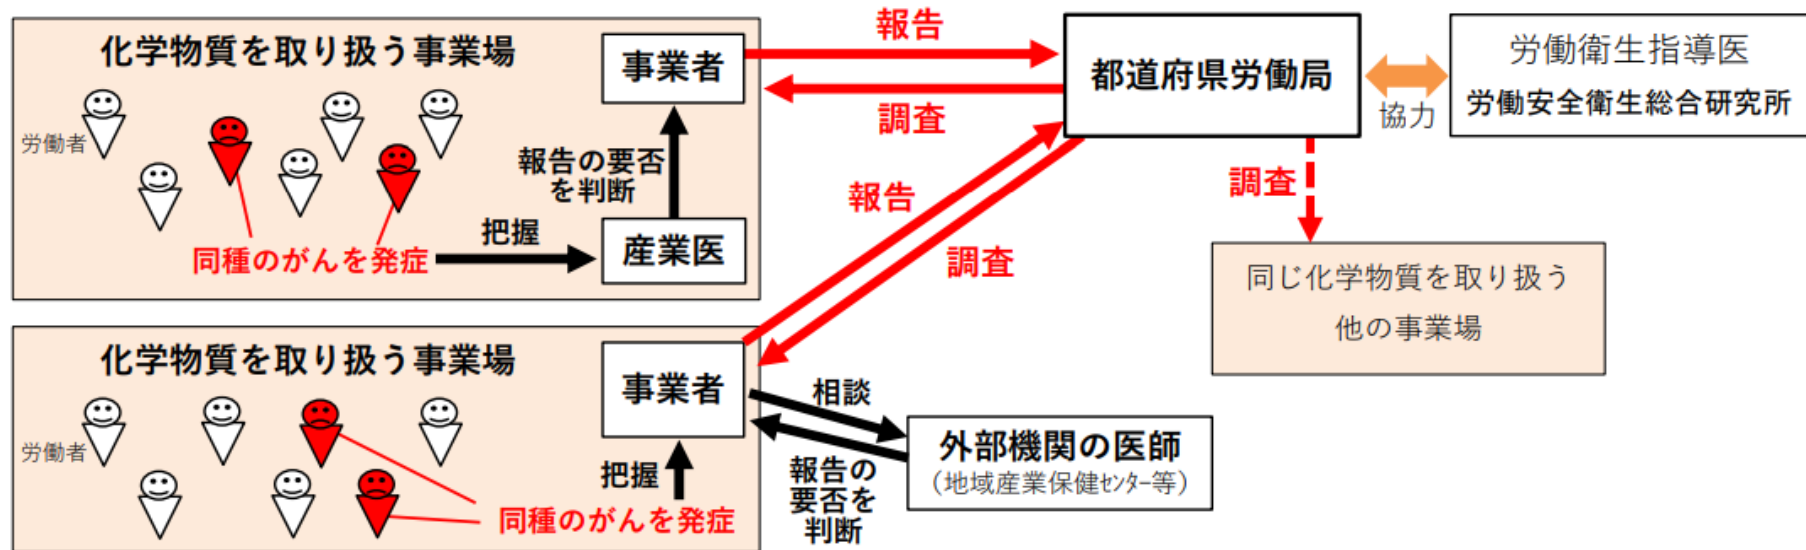 化学物質を取り扱う事業場
労働者
同種のがんを発症
把握
産業医
報告の要否
を判断
事業者
報告
調査
都道府県労働局
協力
労働衛生指導医
労働安全衛生総合研究所
調査
同じ化学物質を取り扱う
他の事業場
化学物質を取り扱う事業場
労働者
同種のがんを発症
把握
事業者
報告
調査
相談
報告の
要否を
判断
外部機関の医師
（地域産業保健ｾﾝﾀｰ等）